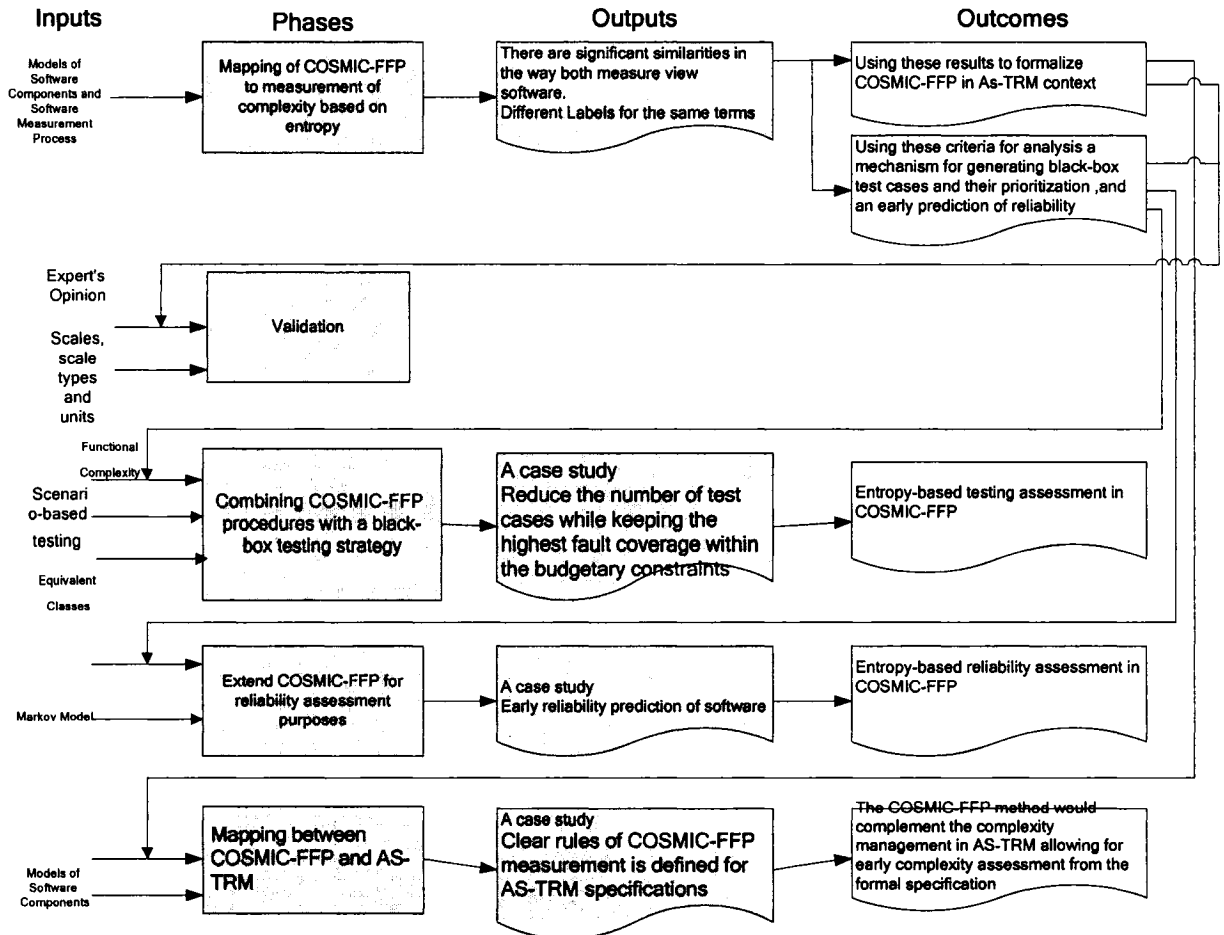 Inputs
Phases
Outputs
Outcomes
Models of
Software
Components and
Software
Measurement
Process
Mapping of COSMIC-FFP
to measurement of
complexity based on
entropy
There are significant similarities in
the way both measure view
software.
Different Labels for the same terms
Using these results to formalize
COSMIC-FFP in As-TRM context
Using these criteria for analysis a
mechanism for generating black-box
test cases and their prioritization ,and
an early prediction of reliability
Expert's
Opinion
Scales,
scale
types
and
units
Validation
Functional
Complexity
Scenari
o-based
testing
Equivalent
Classes
Combining COSMIC-FFP
procedures with a black-
box testing strategy
A case study
Reduce the number of test
cases while keeping the
highest fault coverage within
the budgetary constraints
Entropy-based testing assessment in
COSMIC-FFP
Markov Model
Extend COSMIC-FFP for
reliability assessment
purposes
A case study
Early reliability prediction of software
Entropy-based reliability assessment in
COSMIC-FFP
Models of
Software
Components
Mapping between
COSMIC-FFP and AS-
TRM
A case study
Clear rules of COSMIC-FFP
measurement is defined for
AS-TRM specifications
The COSMIC-FFP method would
complement the complexity
management in AS-TRM allowing for
early complexity assessment from the
formal specification